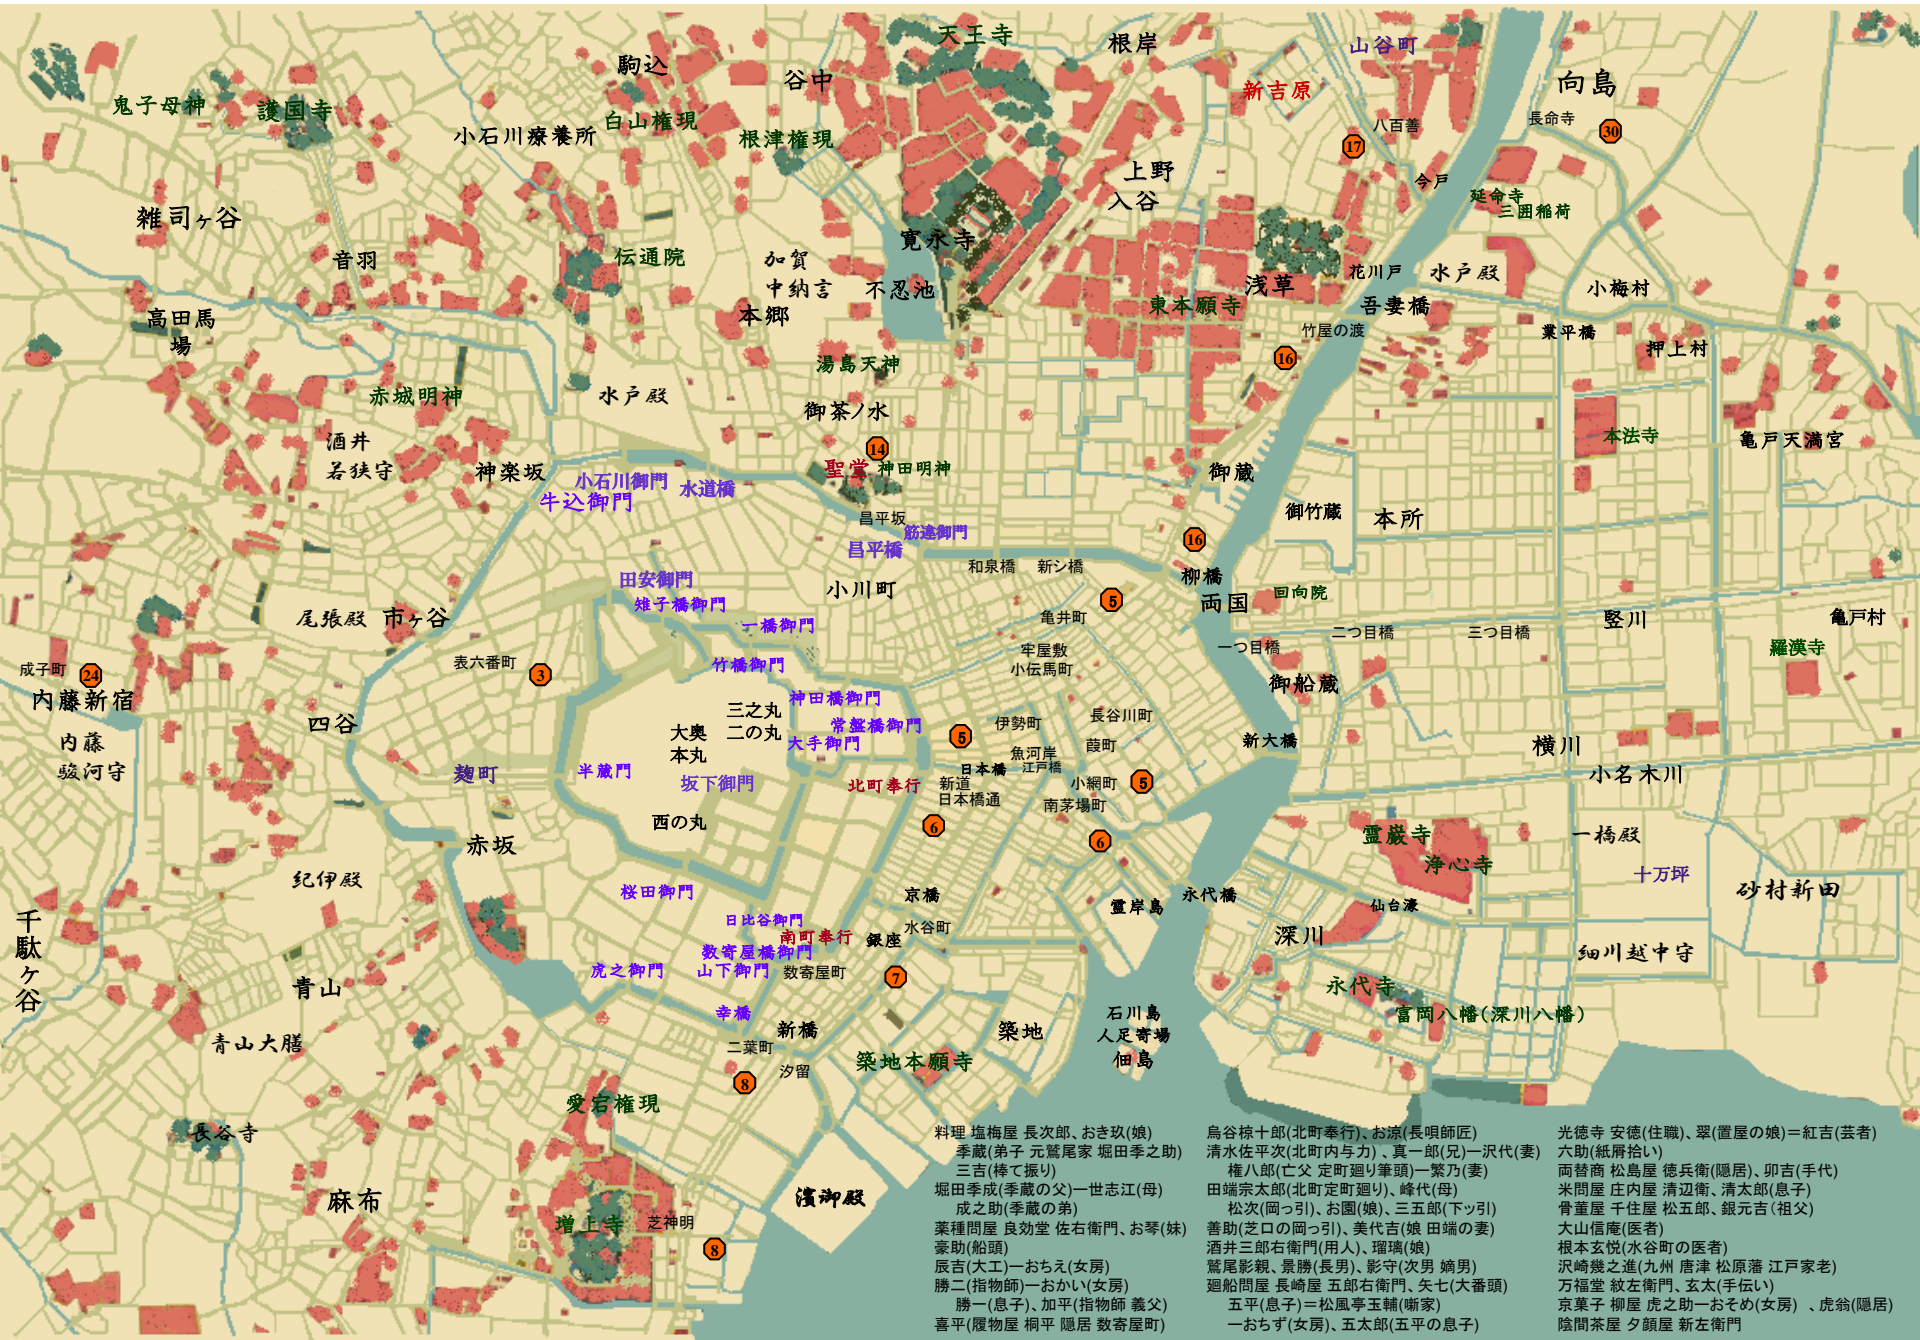 天王寺
根岸
山谷町
駒込
谷中
向島
新吉原
鬼子母神
護国寺
白山権現
小石川療養所
根津権現
八百善
長命寺
30
17
上野
入谷
今戸
延命寺
三囲稲荷
雑司ヶ谷
音羽
伝通院
加賀
中納言
寛永寺
不忍池
浅草
花川戸
水戸殿
小梅村
東本願寺
吾妻橋
高田馬
場
本郷
竹屋の渡
業平橋
押上村
16
湯島天神
赤城明神
水戸殿
御茶ノ水
酒井
若狭守
14
本法寺
亀戸天満宮
神楽坂
聖堂
神田明神
御蔵
小石川御門
水道橋
牛込御門
昌平坂
筋違御門
昌平橋
御竹蔵
本所
16
和泉橋
新シ橋
柳橋
田安御門
小川町
雉子橋御門
5
両国
回向院
尾張殿
市ヶ谷
一橋御門
亀井町
竪川
亀戸村
二つ目橋
三つ目橋
一つ目橋
羅漢寺
成子町
24
表六番町
3
竹橋御門
牢屋敷
小伝馬町
内藤新宿
御船蔵
神田橋御門
三之丸
二の丸
四谷
大奥
本丸
常盤橋御門
大手御門
5
伊勢町
長谷川町
葭町
新大橋
内藤
駿河守
横川
魚河岸
江戸橋
日本橋
麹町
半蔵門
坂下御門
北町奉行
新道
日本橋通
小網町
5
小名木川
南茅場町
西の丸
6
6
赤坂
霊巌寺
浄心寺
一橋殿
十万坪
紀伊殿
桜田御門
京橋
永代橋
霊岸島
砂村新田
仙台濠
千駄ヶ谷
日比谷御門
南町奉行
銀座
水谷町
深川
数寄屋橋御門
細川越中守
虎之御門
山下御門
数寄屋町
7
青山
永代寺
富岡八幡(深川八幡)
幸橋
新橋
築地
石川島
人足寄場
佃島
青山大膳
二葉町
汐留
築地本願寺
8
愛宕権現
長谷寺
麻布
濱御殿
増上寺
芝神明
8
料理 塩梅屋 長次郎、おき玖(娘)
季蔵(弟子 元鷲尾家 堀田季之助)
三吉(棒て振り)
堀田季成(季蔵の父)ー世志江(母)
成之助(季蔵の弟)
薬種問屋 良効堂 佐右衛門、お琴(妹)
豪助(船頭)
辰吉(大工)ーおちえ(女房)
勝二(指物師)ーおかい(女房)
勝一(息子)、加平(指物師 義父)
喜平(履物屋 桐平 隠居 数寄屋町)
烏谷椋十郎(北町奉行)、お涼(長唄師匠)
清水佐平次(北町内与力) 、真一郎(兄)ー沢代(妻)
権八郎(亡父 定町廻り筆頭)ー繁乃(妻)
田端宗太郎(北町定町廻り)、峰代(母)
松次(岡っ引)、お園(娘)、三五郎(下ッ引)
善助(芝口の岡っ引)、美代吉(娘 田端の妻)
酒井三郎右衛門(用人)、瑠璃(娘)
鷲尾影親、景勝(長男)、影守(次男 嫡男)
廻船問屋 長崎屋 五郎右衛門、矢七(大番頭)
五平(息子)=松風亭玉輔(噺家)
ーおちず(女房)、五太郎(五平の息子)
光徳寺 安徳(住職)、翠(置屋の娘)=紅吉(芸者)
六助(紙屑拾い)
両替商 松島屋 徳兵衛(隠居)、卯吉(手代)
米問屋 庄内屋 清辺衛、清太郎(息子)
骨董屋 千住屋 松五郎、銀元吉(祖父)
大山信庵(医者)
根本玄悦(水谷町の医者)
沢崎幾之進(九州 唐津 松原藩 江戸家老)
万福堂 紋左衛門、玄太(手伝い)
京菓子 柳屋 虎之助ーおそめ(女房) 、虎翁(隠居)
陰間茶屋 夕顔屋 新左衛門